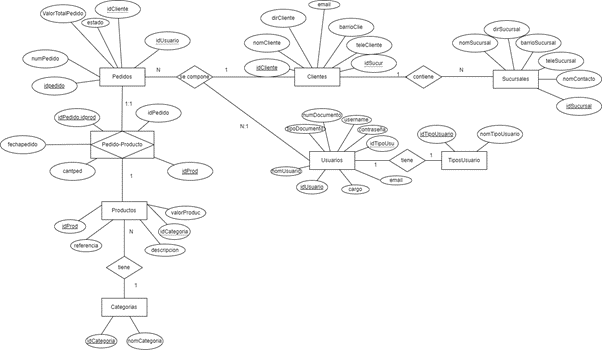 email
idCliente
ValorTotalPedido
estado
dirCliente
barrioClie
dirSucursal
idUsuario
nomCliente
teleCliente
nomSucursal
barrioSucursal
numPedido
idCliente
idSucur
teleSucursal
idpedido
Pedidos
N
se compone
1
Clientes
1
contiene
N
Sucursales
nomContacto
idSucursal
1:1
idPedido
idPedido.idprod
N:1
numDocumento
username
tipoDocumento
contraseña
idTipoUsu
idTipoUsuario
nomTipoUsuario
fechapedido
Pedido-Producto
Usuarios
1
tiene
1
TiposUsuario
cantped
idProd
nomUsuario
idUsuario
cargo
email
1
idProd
Productos
valorProduc
idCategoria
referencia
N
descripcion
tiene
1
Categorias
idCategoria
nomCategoria